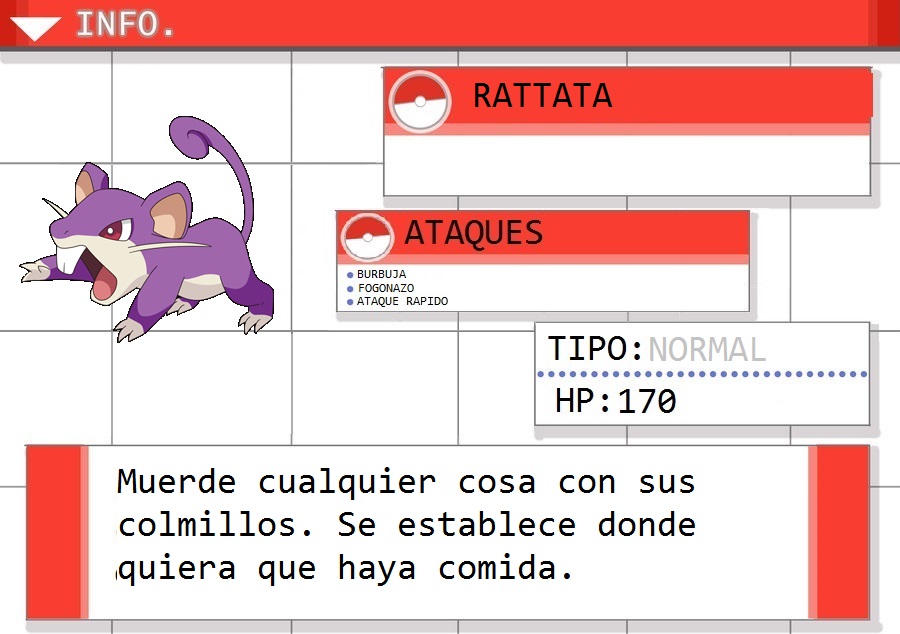 INFO.
RATTATA
ATAQUES
BURBUJA
FOGONAZO
ATAQUE RAPIDO
TIPO:NORMAL
HP:170
Muerde cualquier cosa con sus
colmillos. Se establece donde
quiera que haya comida.